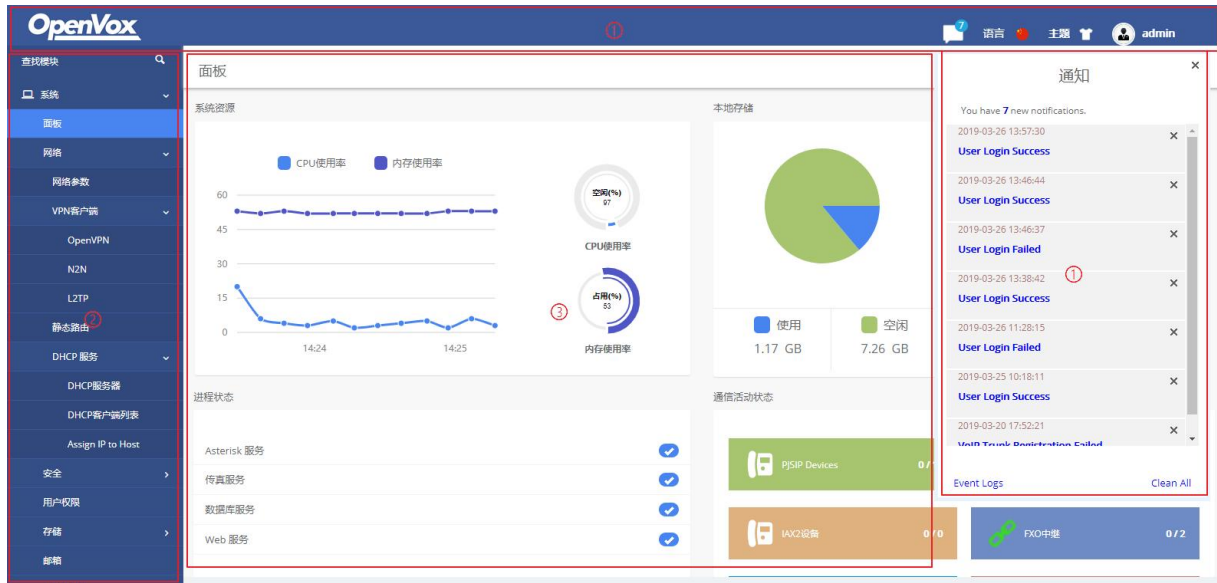 OpenVox
①
7
语言
主题
admin
查找模块
系统
面板
网络
网络参数
VPN客户端
OpenVPN
N2N
L2TP
静态路由
②
DHCP 服务
DHCP服务器
DHCP客户端列表
Assign IP to Host
安全
用户权限
存储
邮箱
面板
系统资源
CPU使用率
内存使用率
60
45
30
15
0
14:24
14:25
空闲(%)
97
CPU使用率
占用(%)
53
内存使用率
③
本地存储
使用
1.17 GB
空闲
7.26 GB
进程状态
Asterisk 服务
传真服务
数据库服务
Web 服务
通信活动状态
PJSIP Devices
0/
IAX2设备
0/0
FXO中继
0/2
通知
You have 7 new notifications.
2019-03-26 13:57:30
User Login Success
2019-03-26 13:46:44
User Login Success
2019-03-26 13:46:37
User Login Failed
2019-03-26 13:38:42
①
User Login Success
2019-03-26 11:28:15
User Login Failed
2019-03-25 10:18:11
User Login Success
2019-03-20 17:52:21
VoIP Trunk Registration Failed
Event Logs
Clean All